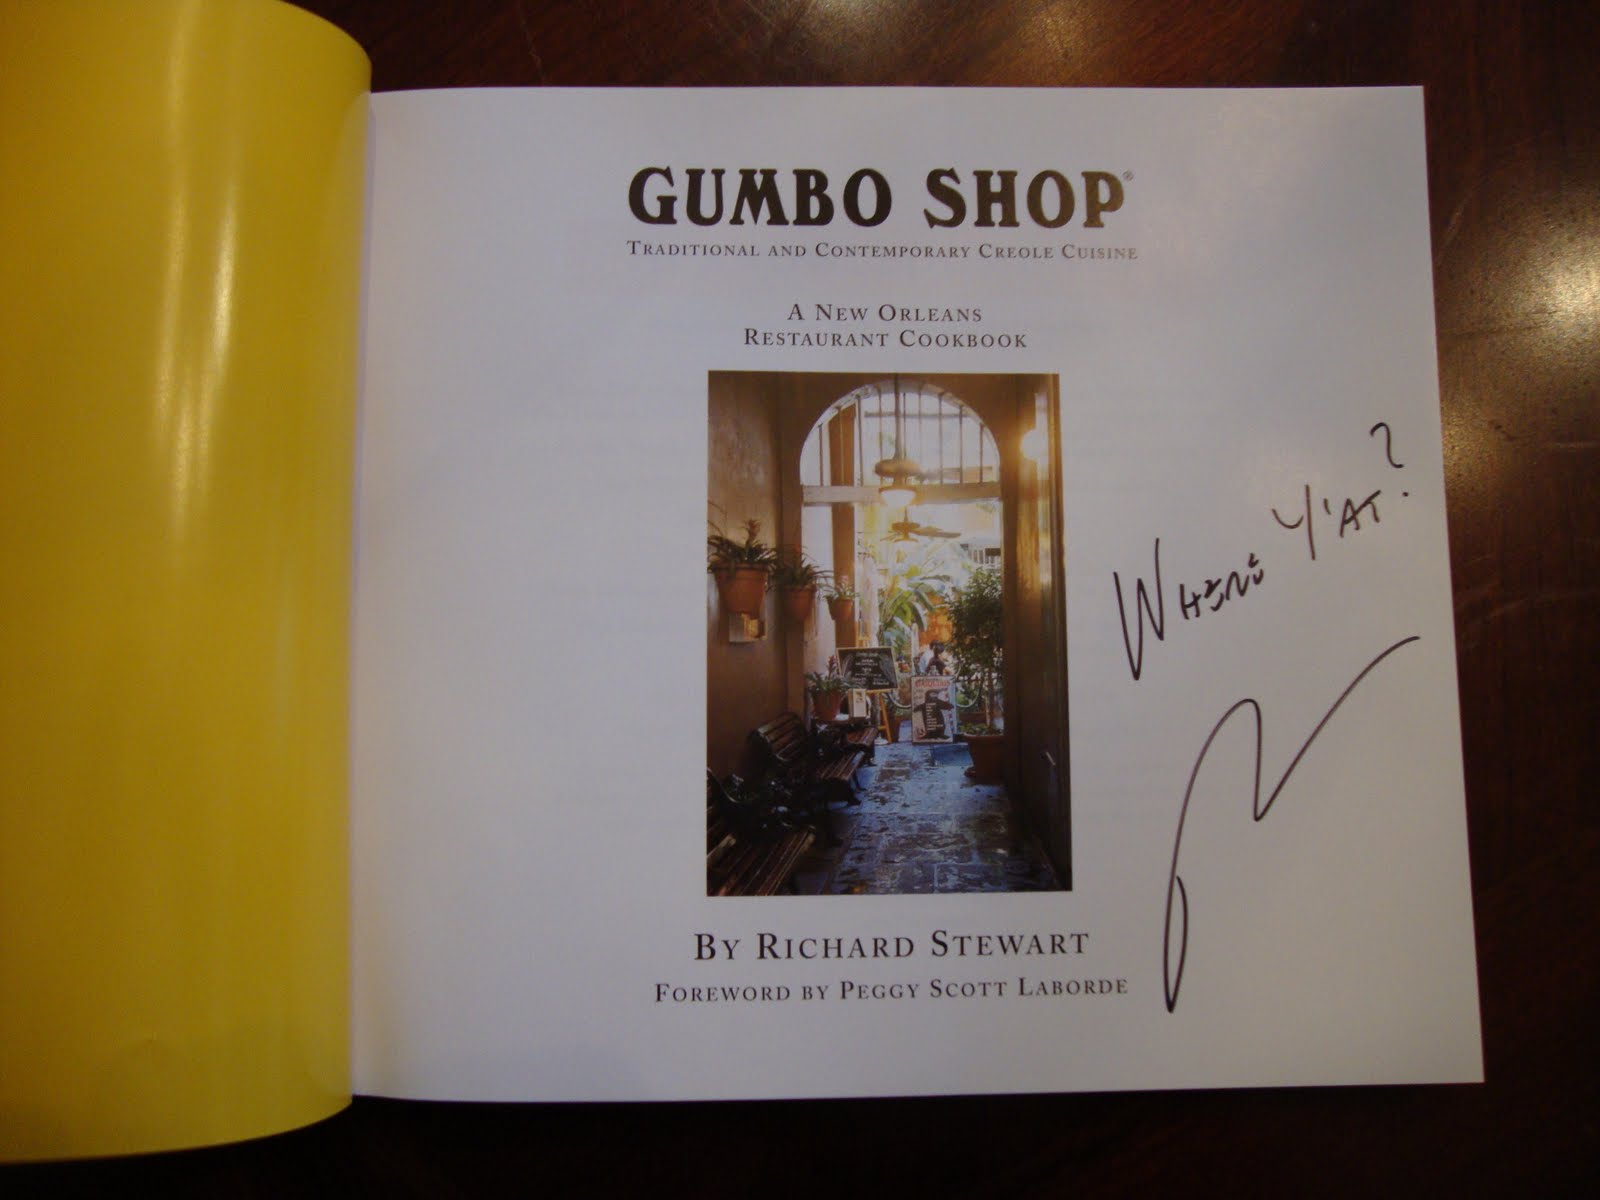 GUMBO SHOP®
TRADITIONAL AND CONTEMPORARY CREOLE CUISINE
A NEW ORLEANS
RESTAURANT COOKBOOK
WHERE Y'AT?
BY RICHARD STEWART
FOREWORD BY PEGGY SCOTT LABORDE